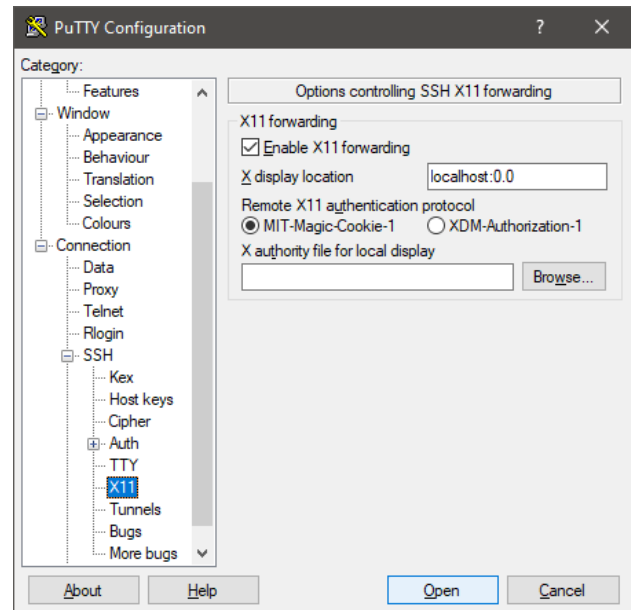 PuTTY Configuration ? ×
Category:
Features
Window
Appearance
Behaviour
Translation
Selection
Colours
Connection
Data
Proxy
Telnet
Rlogin
SSH
Kex
Host keys
Cipher
Auth
TTY
X11
Tunnels
Bugs
More bugs
Options controlling SSH X11 forwarding
X11 forwarding
Enable X11 forwarding
X display location localhost:0.0
Remote X11 authentication protocol
MIT-Magic-Cookie-1 XDM-Authorization-1
X authority file for local display
Browse...
About Help Open Cancel